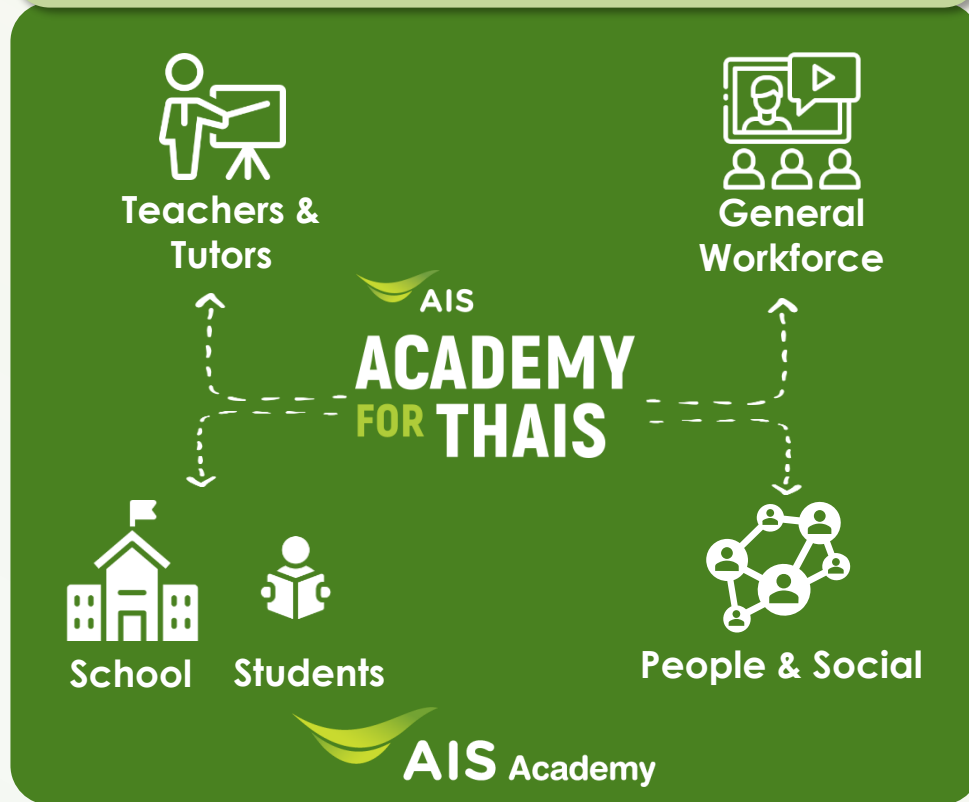 Teachers &
Tutors
General
Workforce
AIS
ACADEMY
FOR THAIS
School
Students
People & Social
AIS Academy